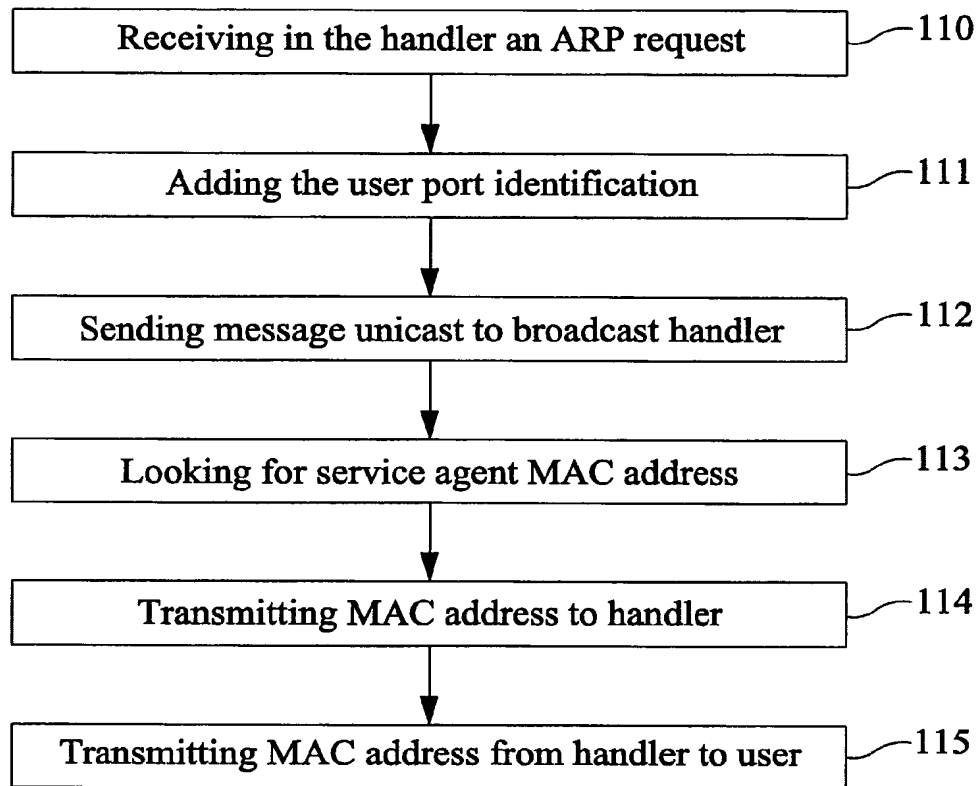 Receiving in the handler an ARP request 110
Adding the user port identification 111
Sending message unicast to broadcast handler 112
Looking for service agent MAC address 113
Transmitting MAC address to handler 114
Transmitting MAC address from handler to user 115